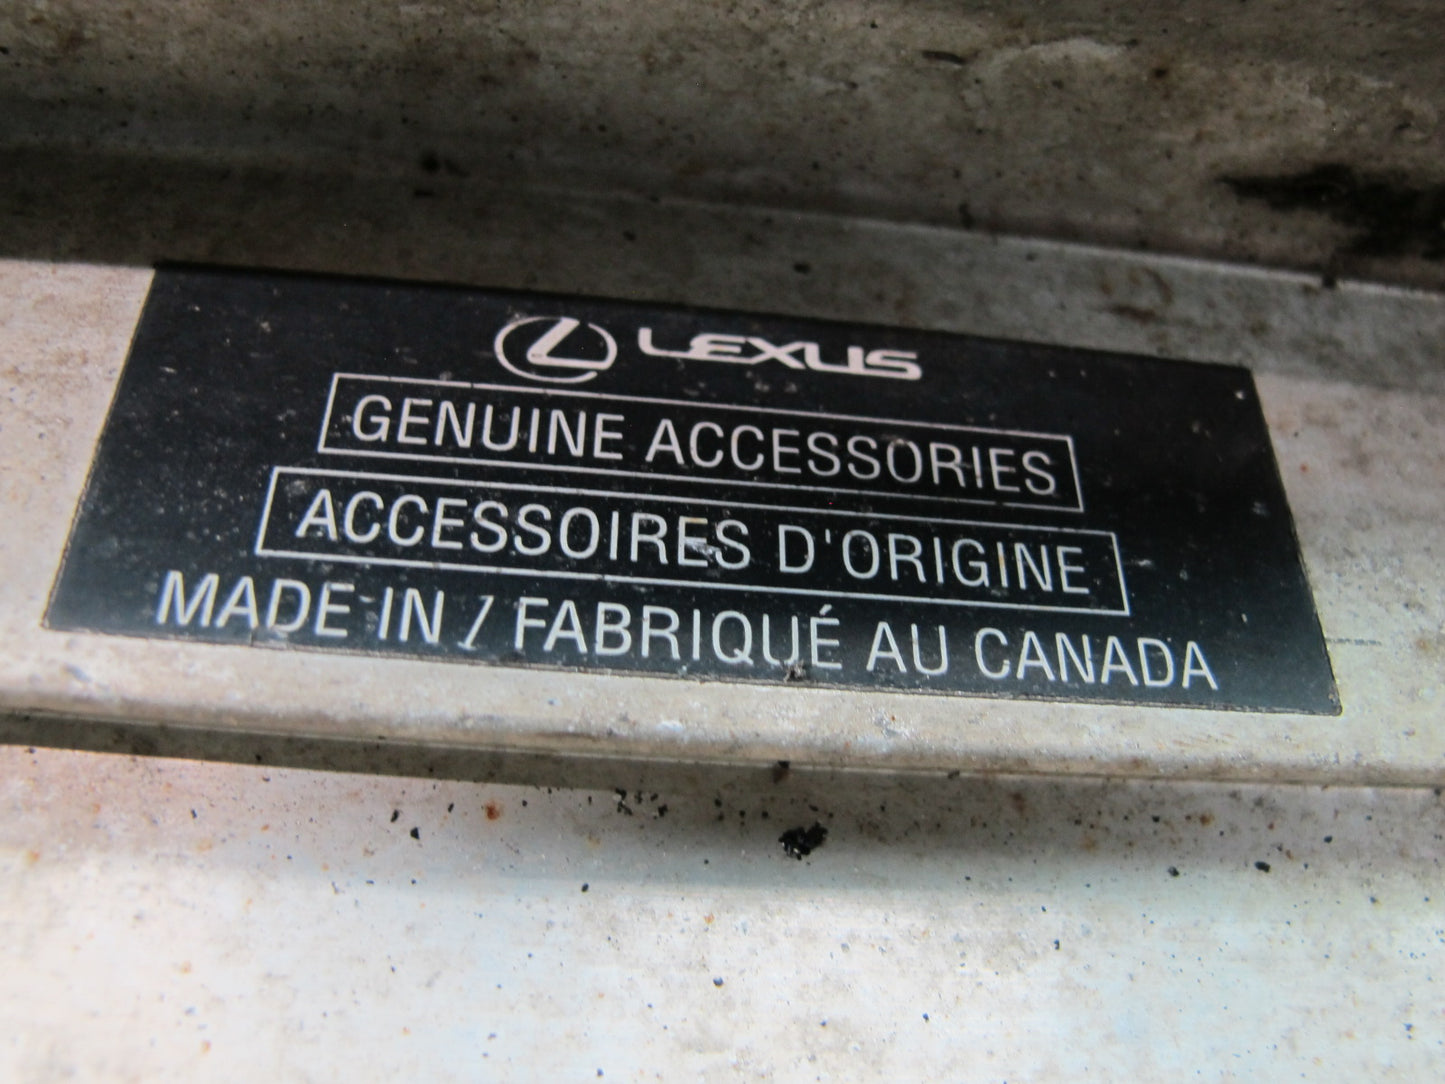 LEXUS
GENUINE ACCESSORIES
ACCESSOIRES D'ORIGINE
MADE IN / FABRIQUÉ AU CANADA